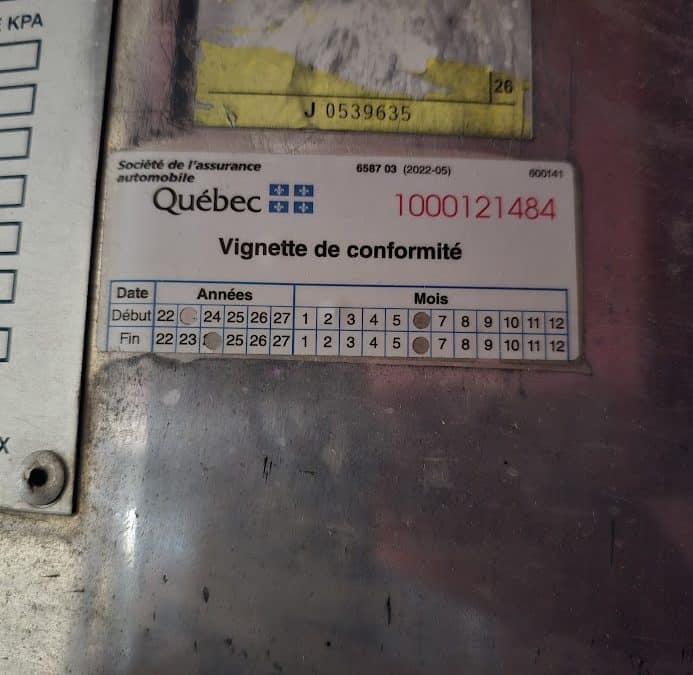 KPA
26
J 0539635
Société de l'assurance
automobile
6587 03 (2022-05)
600141
Québec
1000121484
Vignette de conformité
Date Années Mois
Début 22 24 25 26 27 1 2 3 4 5 7 8 9 10 11 12
Fin 22 23 25 26 27 1 2 3 4 5 7 8 9 10 11 12
X